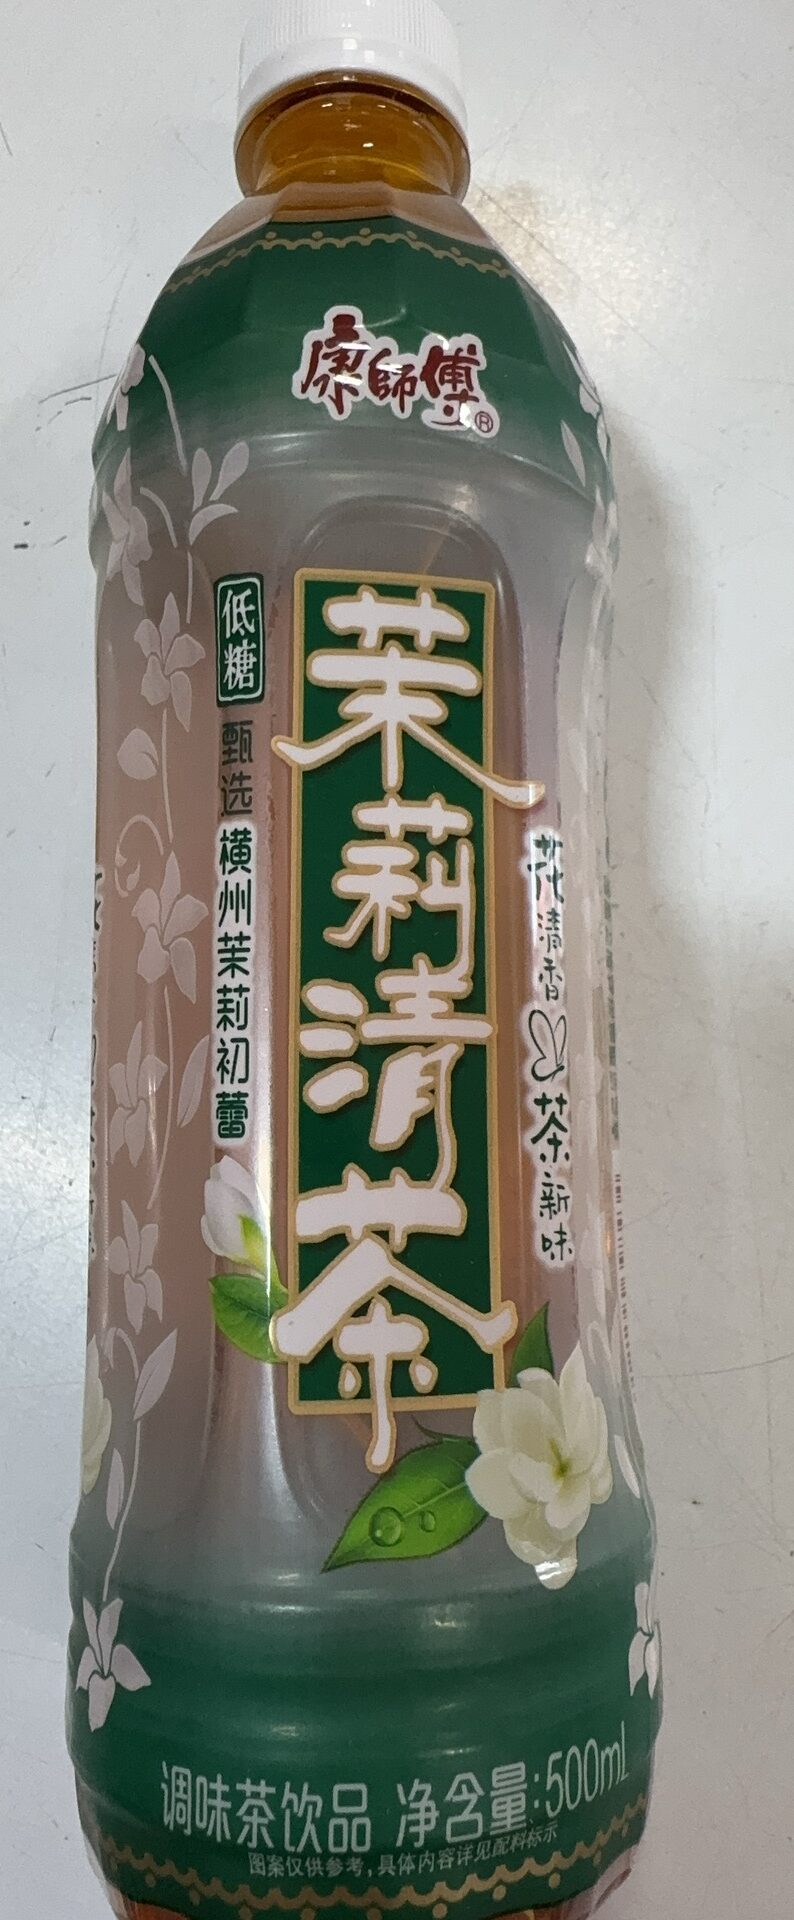 康師傅®
低糖
甄选横州茉莉初蕾
茉莉清茶
花清香
茶新味
调味茶饮品 净含量:500mL
图案仅供参考,具体内容详见配料标示